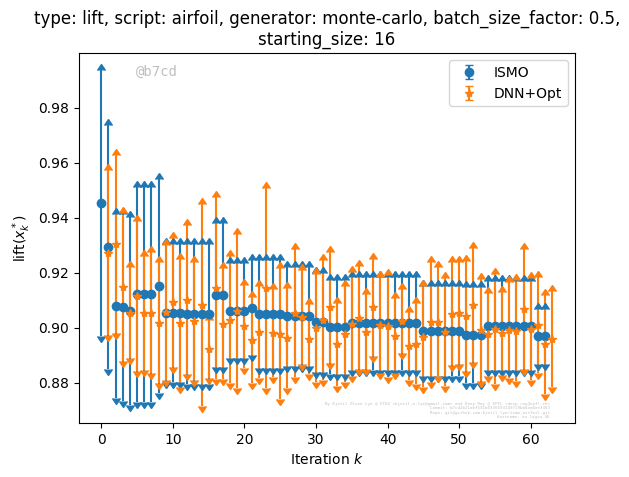 type: lift, script: airfoil, generator: monte-carlo, batch_size_factor: 0.5,
starting_size: 16
@b7cd
ISMO
DNN+Opt
0.98
0.96
0.94
0.92
0.90
0.88
lift(x*k)
0 10 20 30 40 50 60
Iteration k